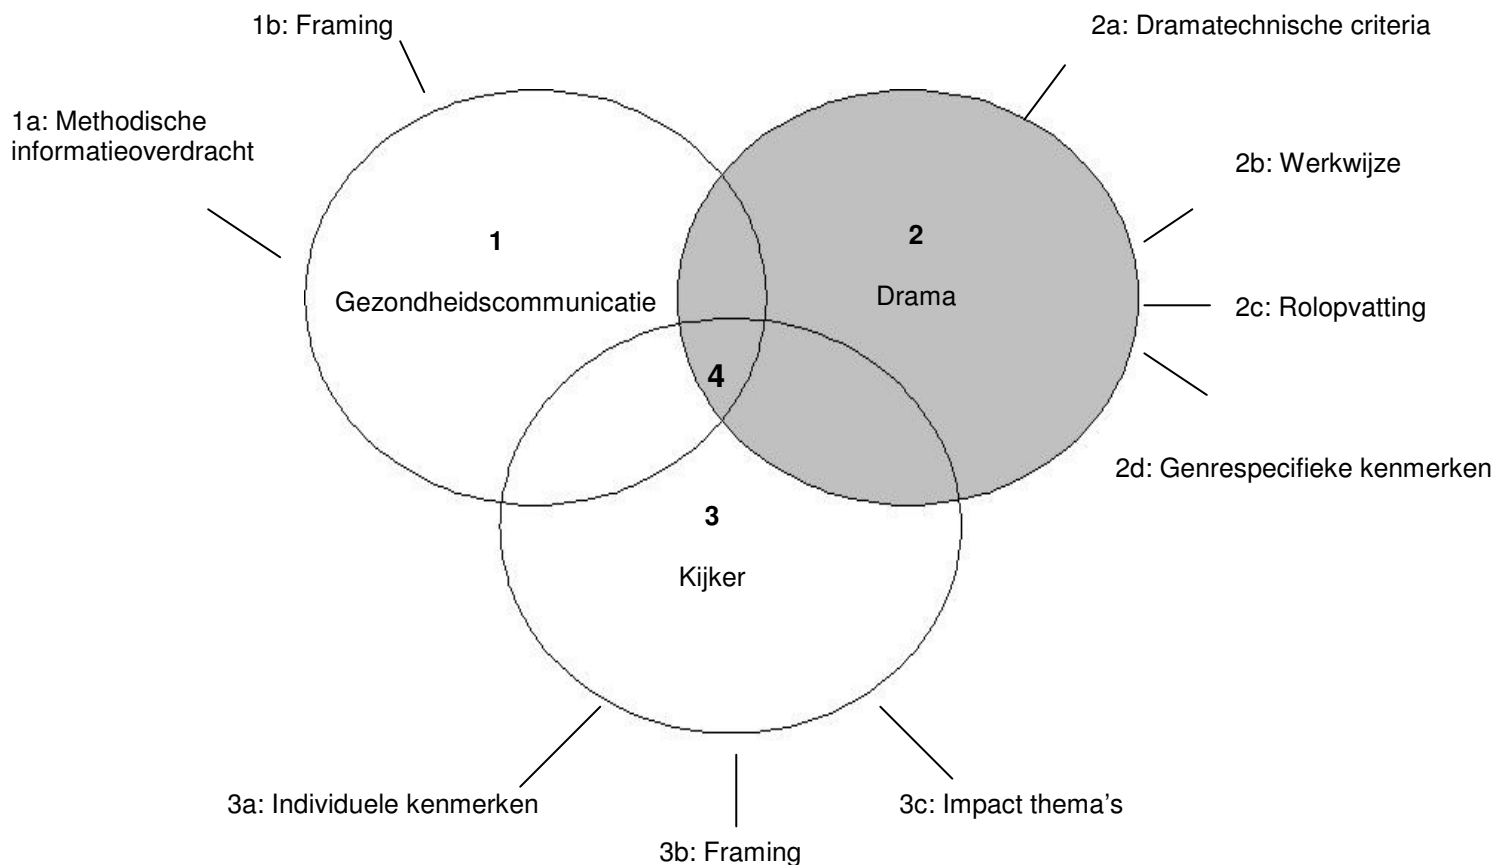 1b: Framing
2a: Dramatechnische criteria
1a: Methodische
informatieoverdracht
2b: Werkwijze
1
Gezondheidscommunicatie
2
Drama
2c: Rolopvatting
4
2d: Genrespecifieke kenmerken
3
Kijker
3a: Individuele kenmerken
3c: Impact thema's
3b: Framing